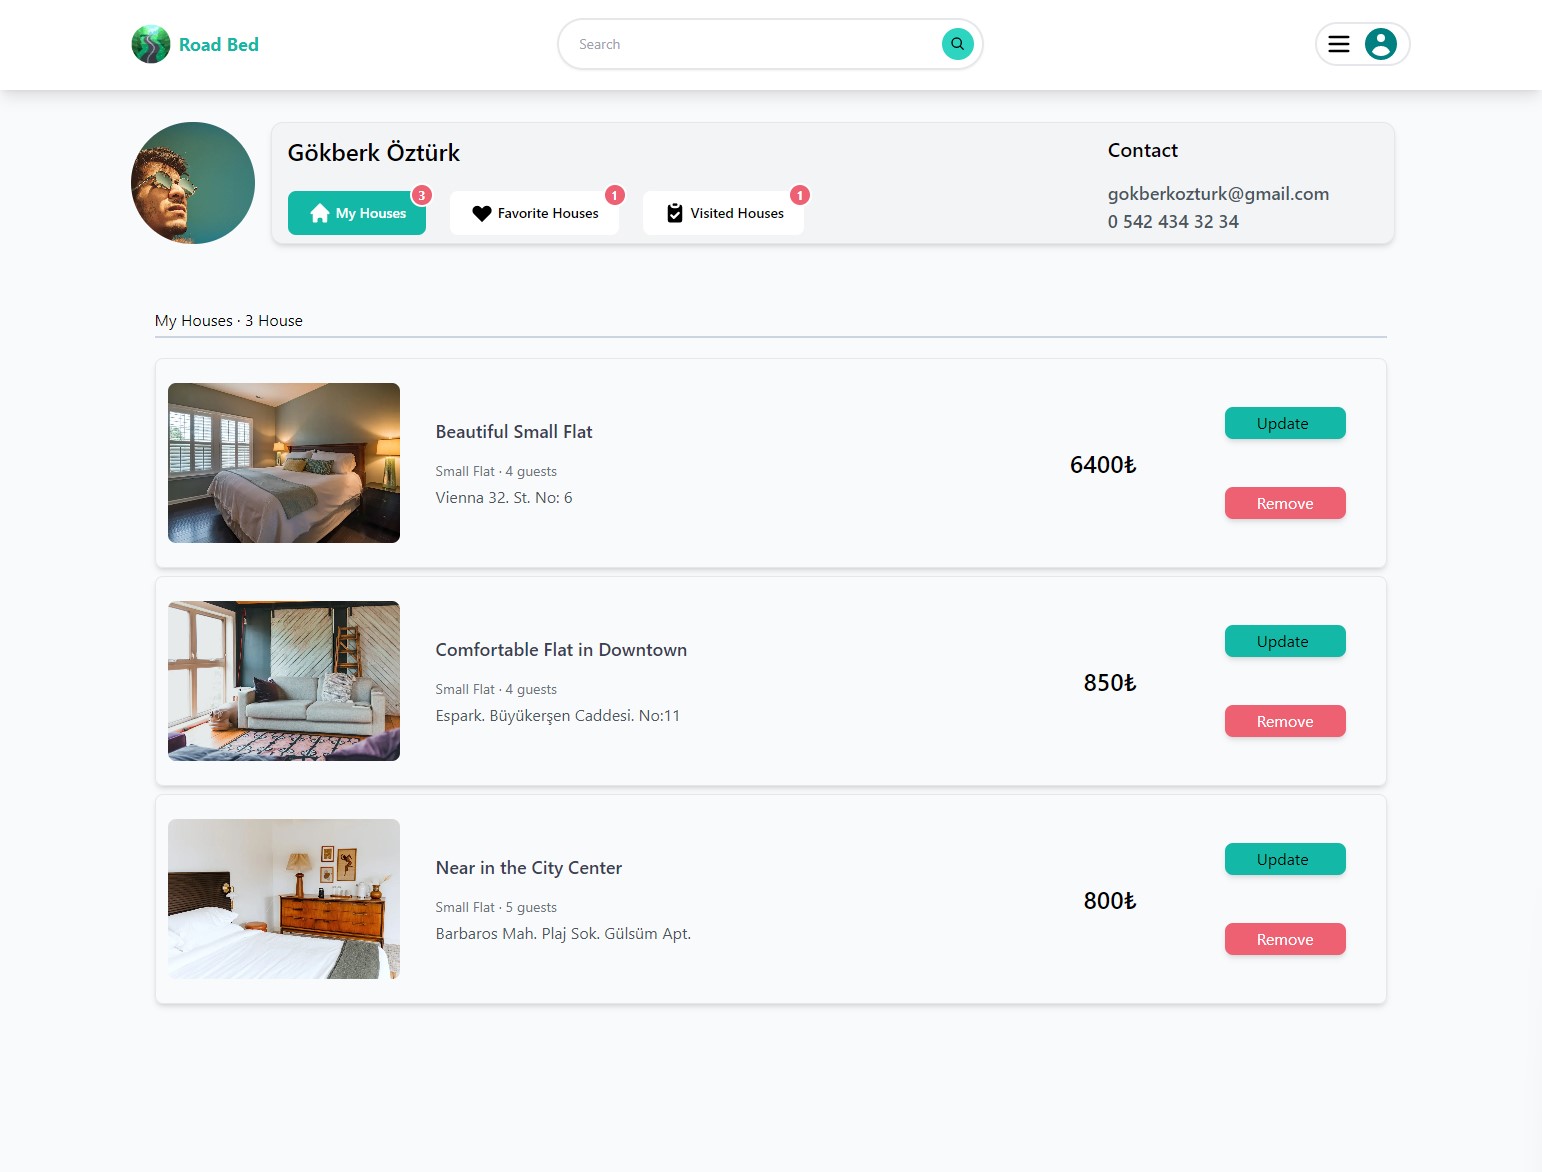 Road Bed
Search
Gökberk Öztürk
Contact
3
My Houses
1
Favorite Houses
1
Visited Houses
gokberkozturk@gmail.com
0 542 434 32 34
My Houses · 3 House
Beautiful Small Flat
Small Flat · 4 guests
Vienna 32. St. No: 6
6400₺
Update
Remove
Comfortable Flat in Downtown
Small Flat · 4 guests
Espark. Büyükerşen Caddesi. No:11
850₺
Update
Remove
Near in the City Center
Small Flat · 5 guests
Barbaros Mah. Plaj Sok. Gülsüm Apt.
800₺
Update
Remove